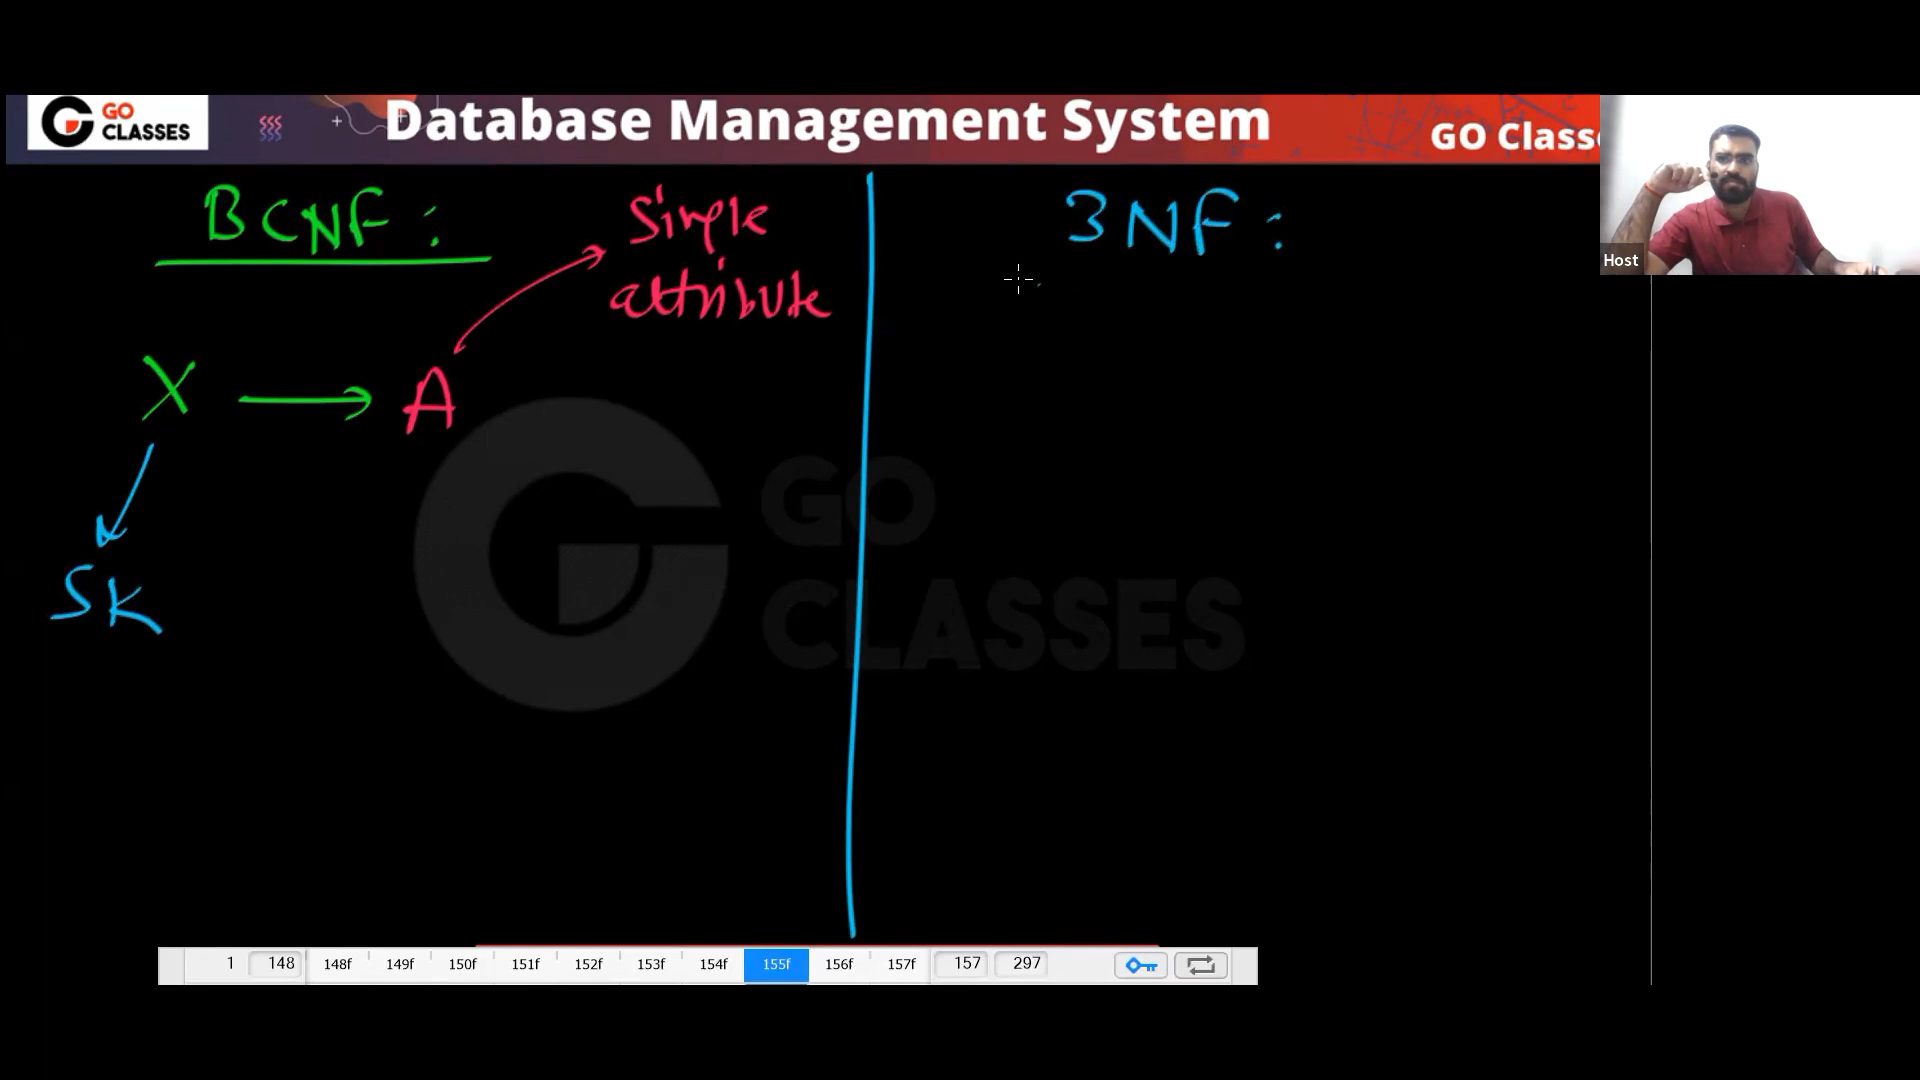 GO
CLASSES
Database Management System
GO Classe
BCNF :
Single
attribute
X → A
SK
3NF :
Host
GO
CLASSES
1 148 148f 149f 150f 151f 152f 153f 154f 155f 156f 157f 157 297